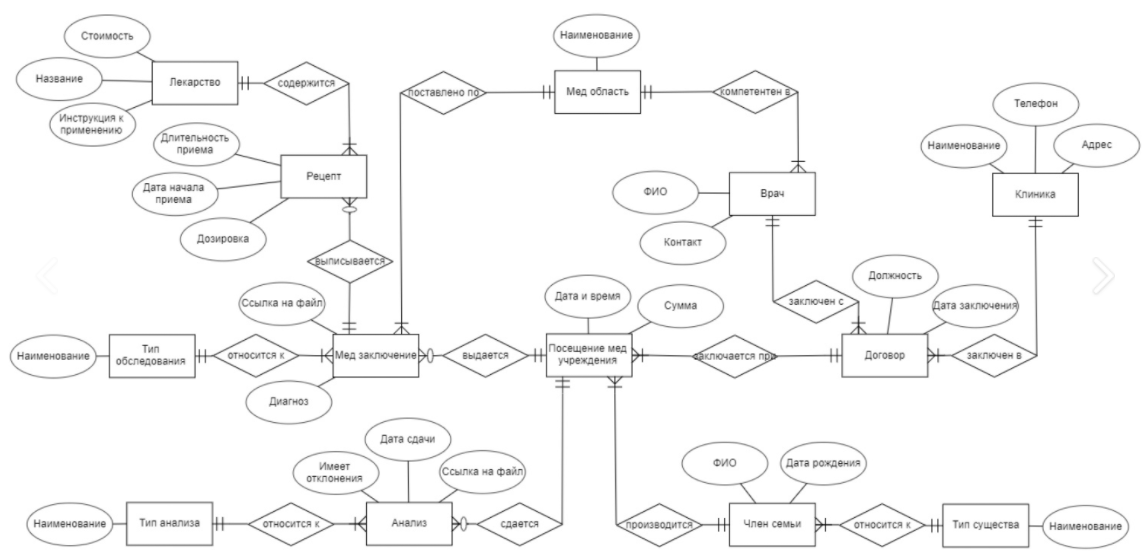 Стоимость
Название
Лекарство
содержится
Инструкция к
применению
Наименование
поставлено по
Мед область
компетентен в
Телефон
Наименование
Адрес
Клиника
Длительность
приема
Дата начала
приема
Рецепт
Дозировка
выписывается
ФИО
Врач
Контакт
заключен с
Должность
Дата заключения
Ссылка на файл
Дата и время
Сумма
Наименование
Тип
обследования
относится к
Мед заключение
выдается
Посещение мед
учреждения
заключается при
Договор
заключен в
Диагноз
Дата сдачи
Имеет
отклонения
Ссылка на файл
ФИО
Дата рождения
Наименование
Тип анализа
относится к
Анализ
сдается
производится
Член семьи
относится к
Тип существа
Наименование